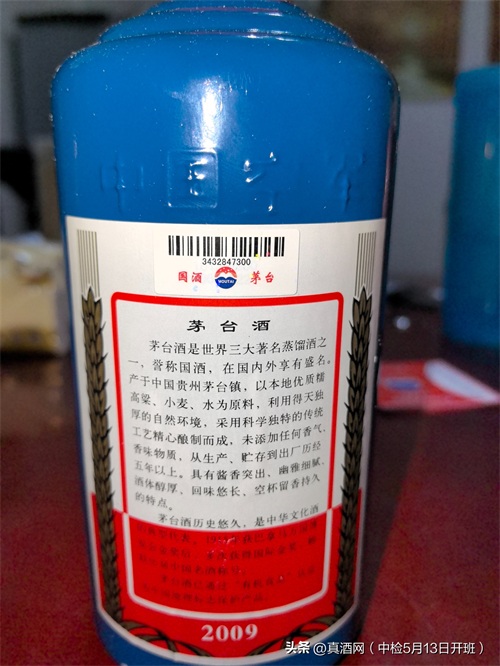 中国
3432847300
国酒 MOUTAI 茅台
茅台酒
茅台酒是世界三大著名蒸馏酒之
一，誉称国酒，在国内外享有盛名。
产于中国贵州茅台镇，以本地优质糯
高粱、小麦、水为原料，利用得天独
厚的自然环境，采用科学独特的传统
工艺精心酿制而成，未添加任何香气、
香味物质，从生产、贮存到出厂历经
五年以上。具有酱香突出、幽雅细腻、
酒体醇厚、回味悠长、空杯留香持久
的特点。
茅台酒历史悠久，是中华文化酒
2009
头条 @真酒网（中检5月13日开班）